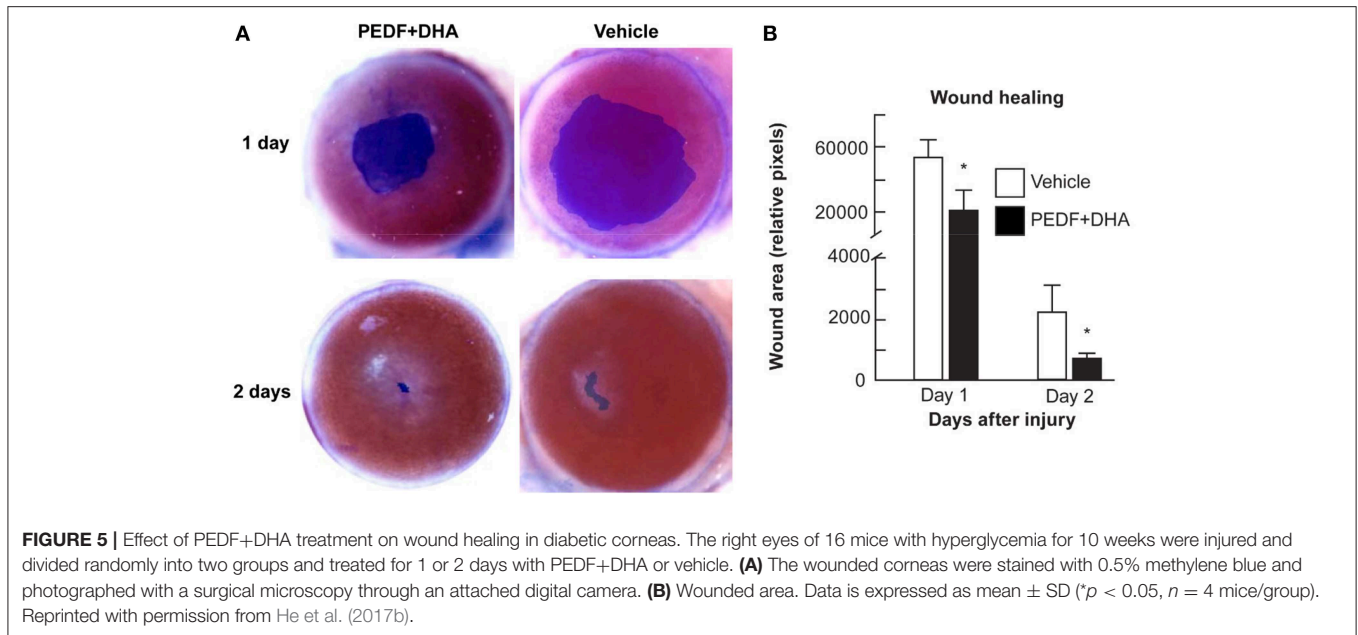 A
PEDF+DHA
Vehicle
1 day
2 days
B
Wound healing
Wound area (relative pixels)
60000
20000
4000
2000
0
Vehicle
PEDF+DHA
*
*
Day 1
Day 2
Days after injury
FIGURE 5 | Effect of PEDF+DHA treatment on wound healing in diabetic corneas. The right eyes of 16 mice with hyperglycemia for 10 weeks were injured and
divided randomly into two groups and treated for 1 or 2 days with PEDF+DHA or vehicle. (A) The wounded corneas were stained with 0.5% methylene blue and
photographed with a surgical microscopy through an attached digital camera. (B) Wounded area. Data is expressed as mean ± SD (*p < 0.05, n = 4 mice/group).
Reprinted with permission from He et al. (2017b).